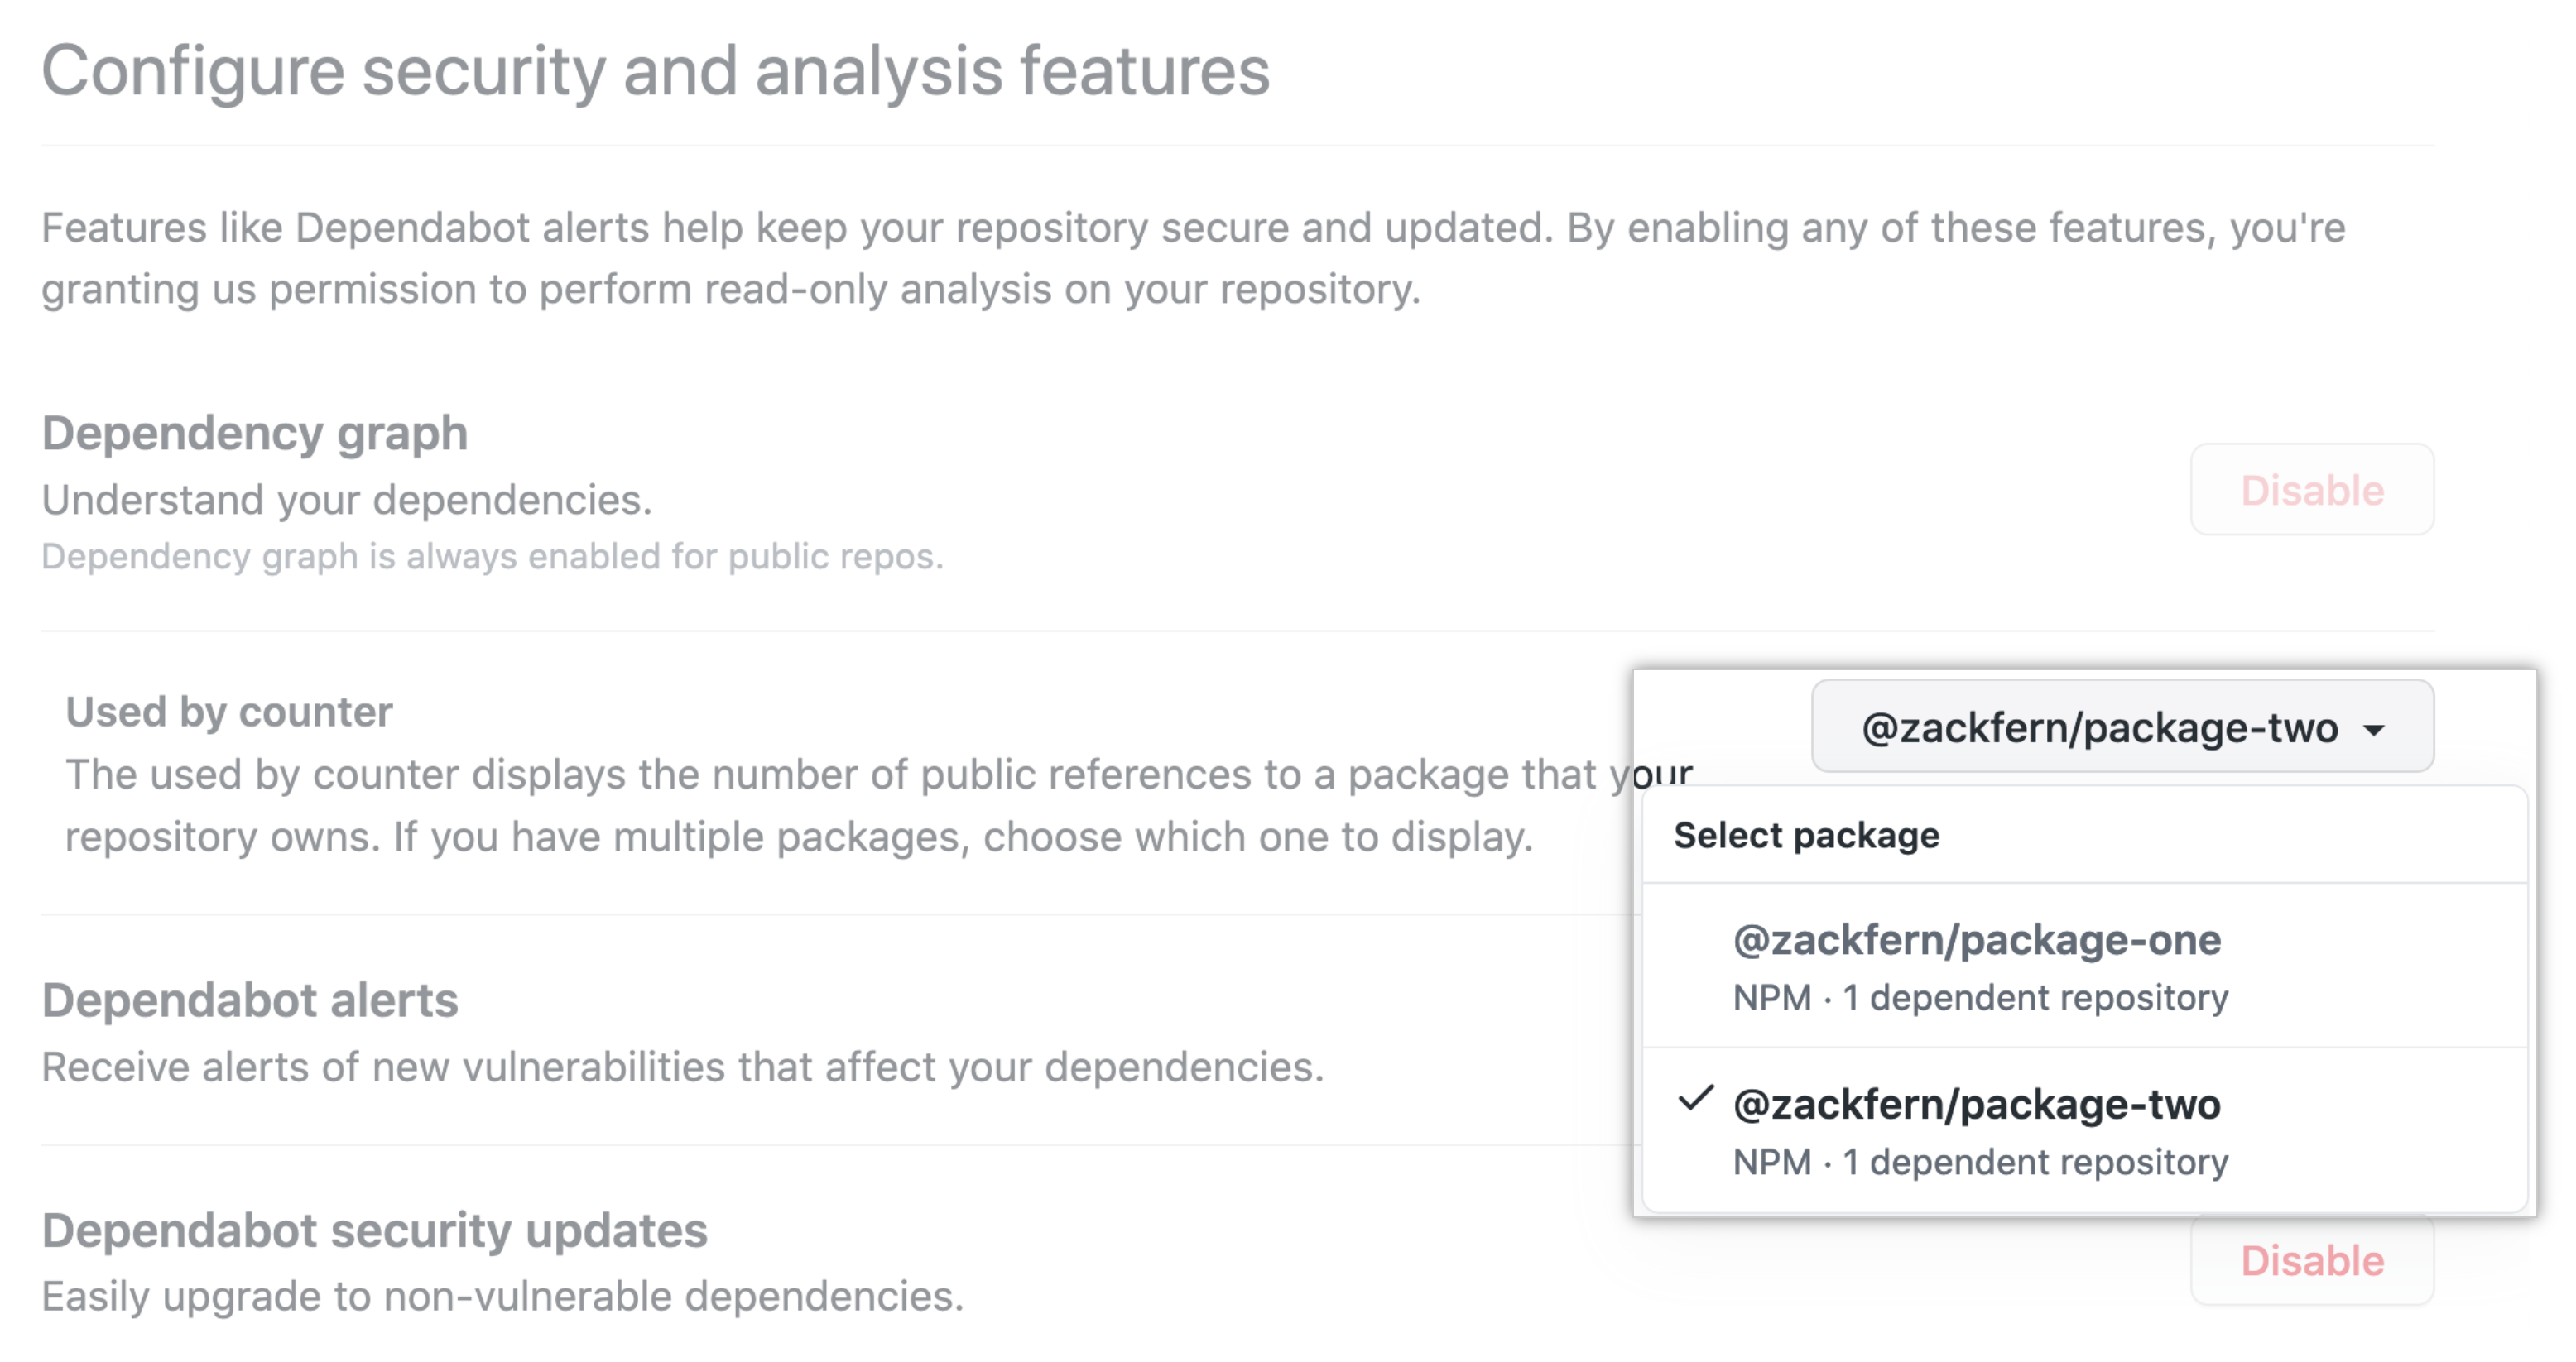 Configure security and analysis features
Features like Dependabot alerts help keep your repository secure and updated. By enabling any of these features, you're
granting us permission to perform read-only analysis on your repository.
Dependency graph
Understand your dependencies.
Dependency graph is always enabled for public repos.
Disable
Used by counter
The used by counter displays the number of public references to a package that your
repository owns. If you have multiple packages, choose which one to display.
@zackfern/package-two
Select package
@zackfern/package-one
NPM · 1 dependent repository
@zackfern/package-two
NPM · 1 dependent repository
Dependabot alerts
Receive alerts of new vulnerabilities that affect your dependencies.
Dependabot security updates
Easily upgrade to non-vulnerable dependencies.
Disable